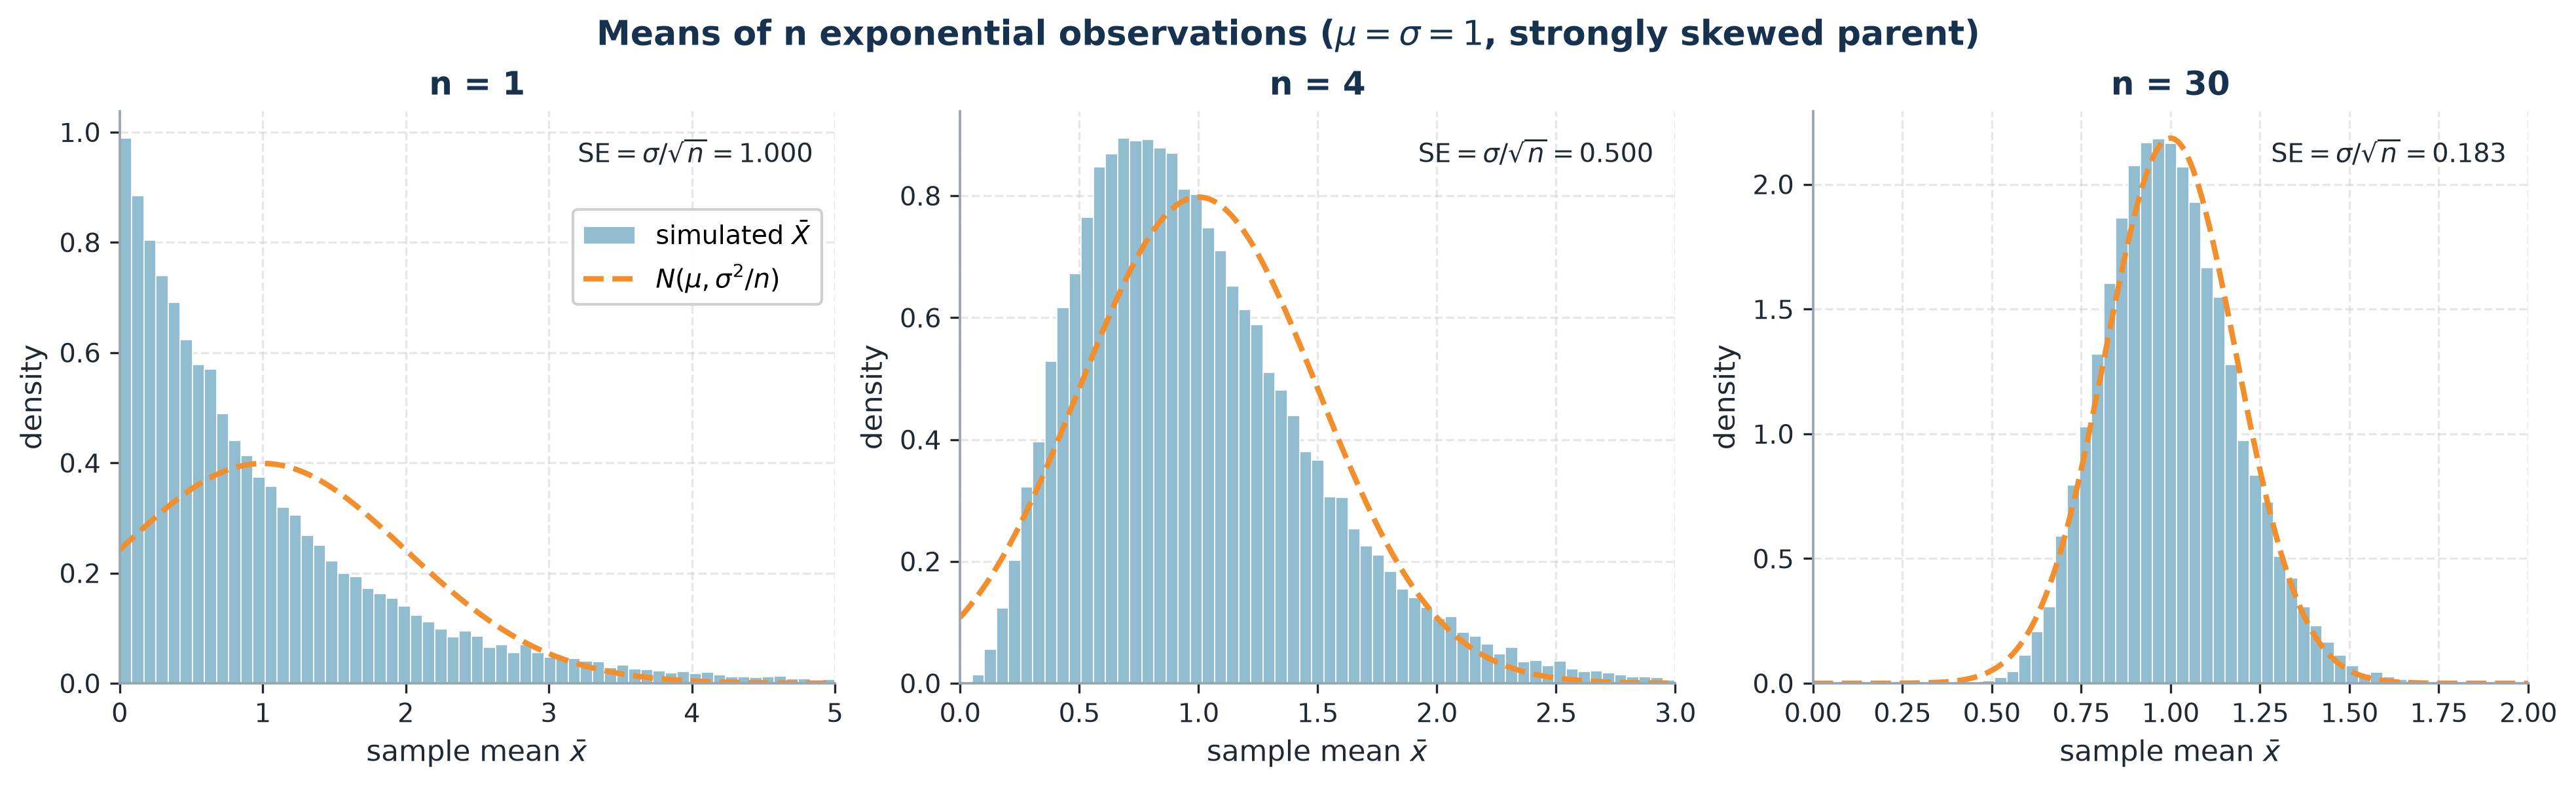 Means of n exponential observations (μ = σ = 1, strongly skewed parent)
n = 1
SE = σ/√n = 1.000
simulated X̄
N(μ, σ²/n)
density
1.0
0.8
0.6
0.4
0.2
0.0
0 1 2 3 4 5
sample mean x̄
n = 4
SE = σ/√n = 0.500
density
0.8
0.6
0.4
0.2
0.0
0.0 0.5 1.0 1.5 2.0 2.5 3.0
sample mean x̄
n = 30
SE = σ/√n = 0.183
density
2.0
1.5
1.0
0.5
0.0
0.00 0.25 0.50 0.75 1.00 1.25 1.50 1.75 2.00
sample mean x̄